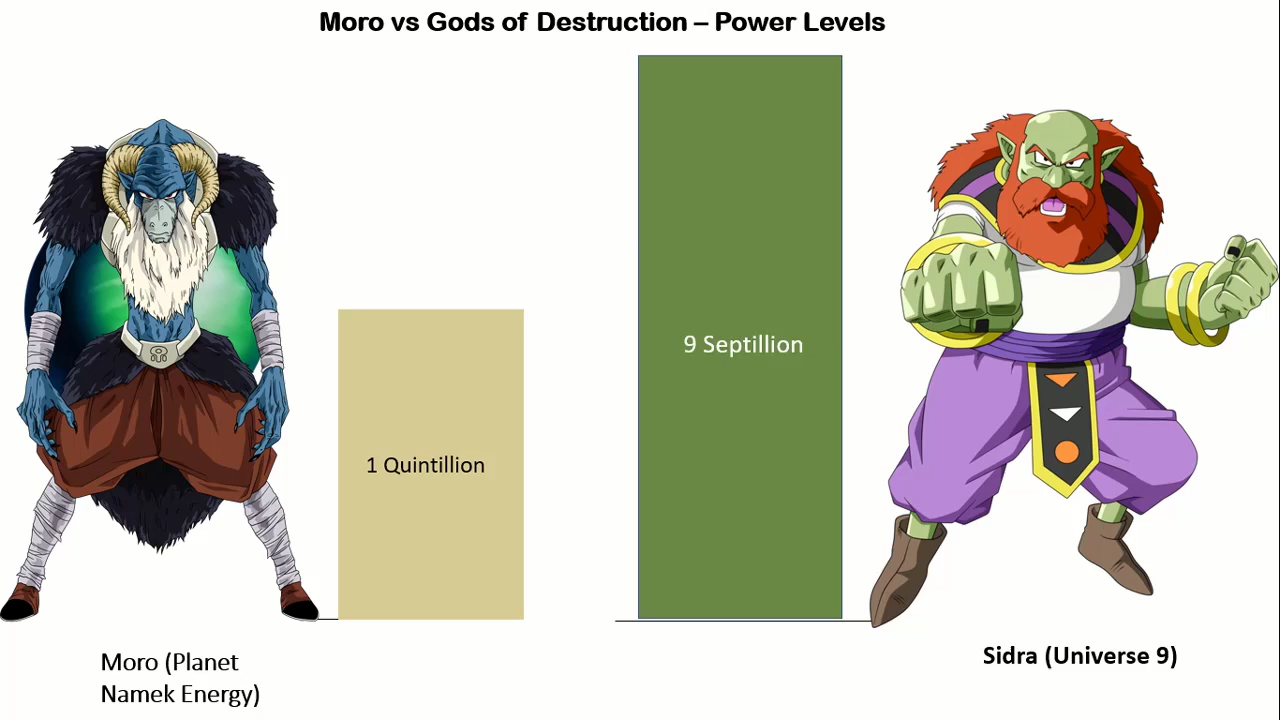 Moro vs Gods of Destruction – Power Levels
9 Septillion
1 Quintillion
Moro (Planet
Namek Energy)
Sidra (Universe 9)